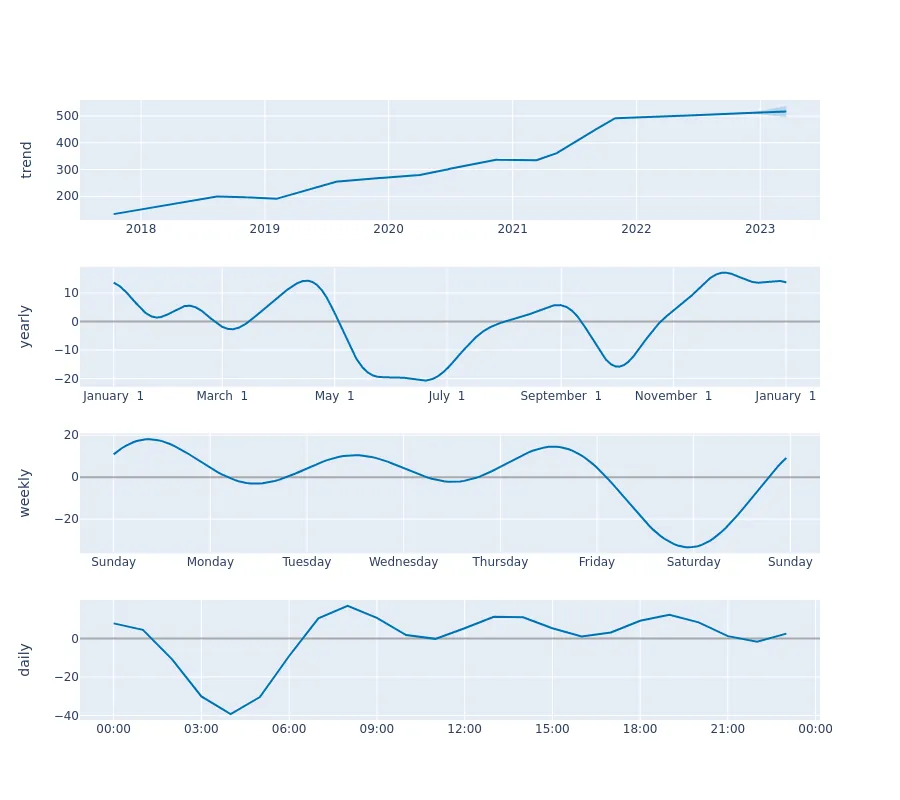 trend
500
400
300
200
2018 2019 2020 2021 2022 2023
yearly
10
0
−10
−20
January 1 March 1 May 1 July 1 September 1 November 1 January 1
weekly
20
0
−20
Sunday Monday Tuesday Wednesday Thursday Friday Saturday Sunday
daily
0
−20
−40
00:00 03:00 06:00 09:00 12:00 15:00 18:00 21:00 00:00